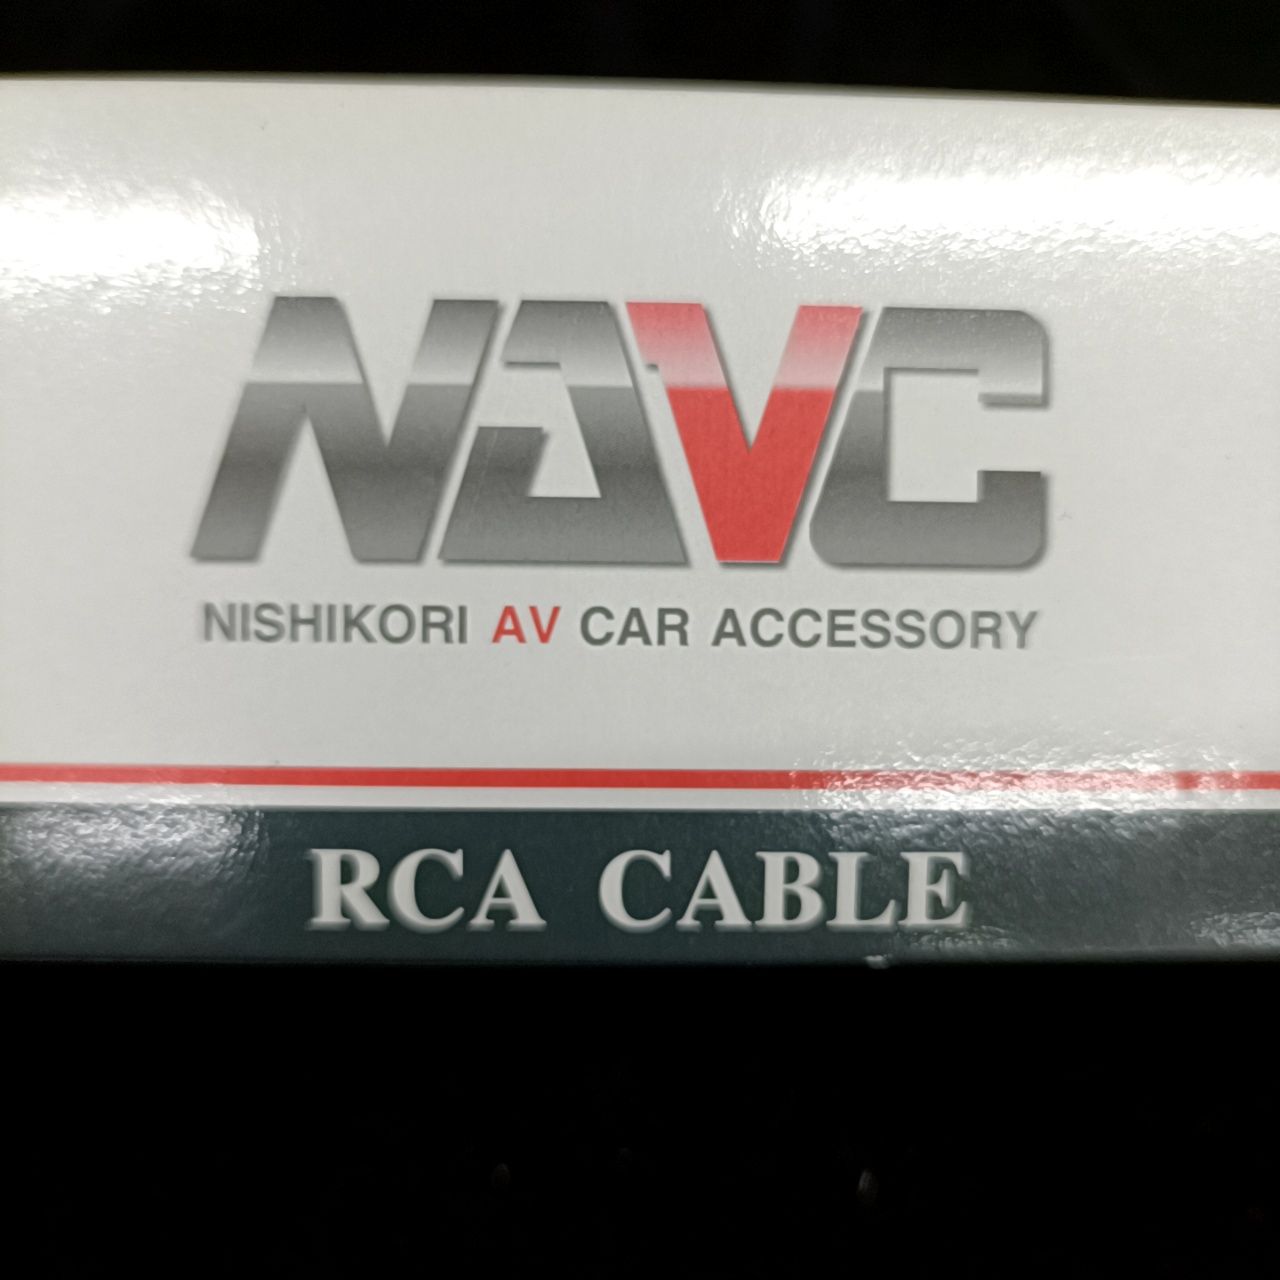 NAVC
NISHIKORI AV CAR ACCESSORY
RCA CABLE